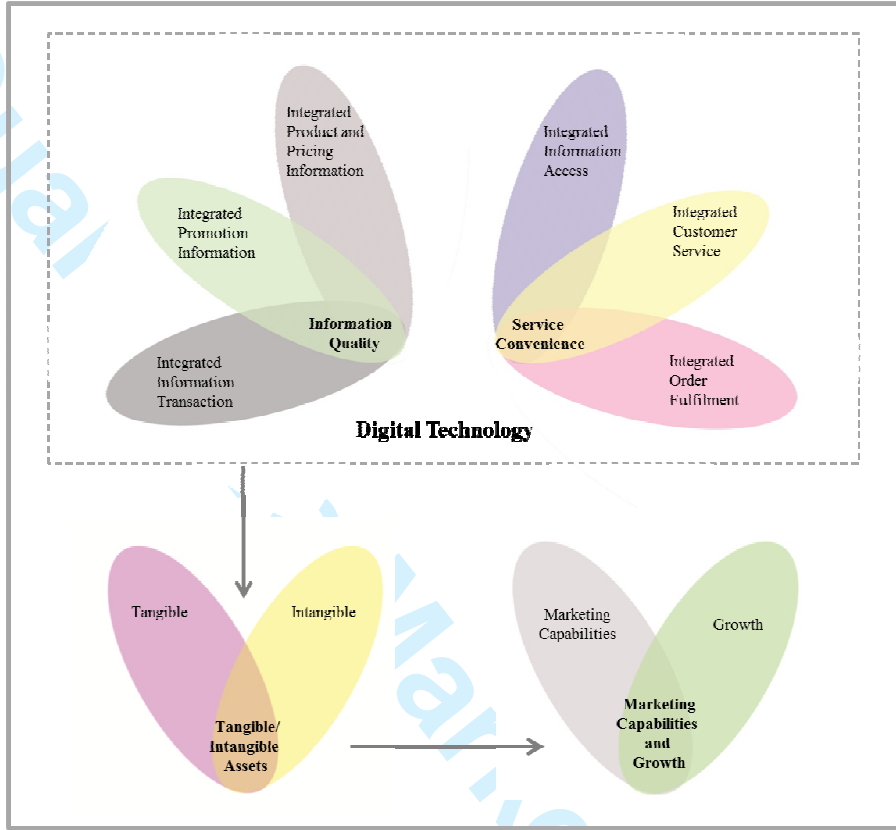 Integrated
Product and
Pricing
Information
Integrated
Information
Access
Integrated
Promotion
Information
Integrated
Customer
Service
Information
Quality
Service
Convenience
Integrated
Information
Transaction
Integrated
Order
Fulfilment
Digital Technology
Tangible
Intangible
Tangible/
Intangible
Assets
Marketing
Capabilities
Growth
Marketing
Capabilities
and
Growth